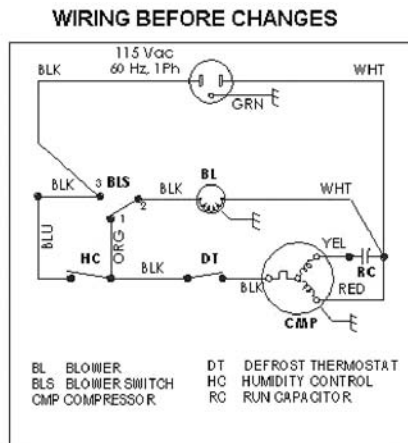 WIRING BEFORE CHANGES
115 Vac
60 Hz, 1Ph
BLK
WHT
GRN
BLK
3
BLS
2
1
BLK
BL
WHT
BLU
ORG
HC
BLK
DT
BLK
YEL
RC
RED
CMP
BL BLOWER
BLS BLOWER SWITCH
CMP COMPRESSOR
DT DEFROST THERMOSTAT
HC HUMIDITY CONTROL
RC RUN CAPACITOR